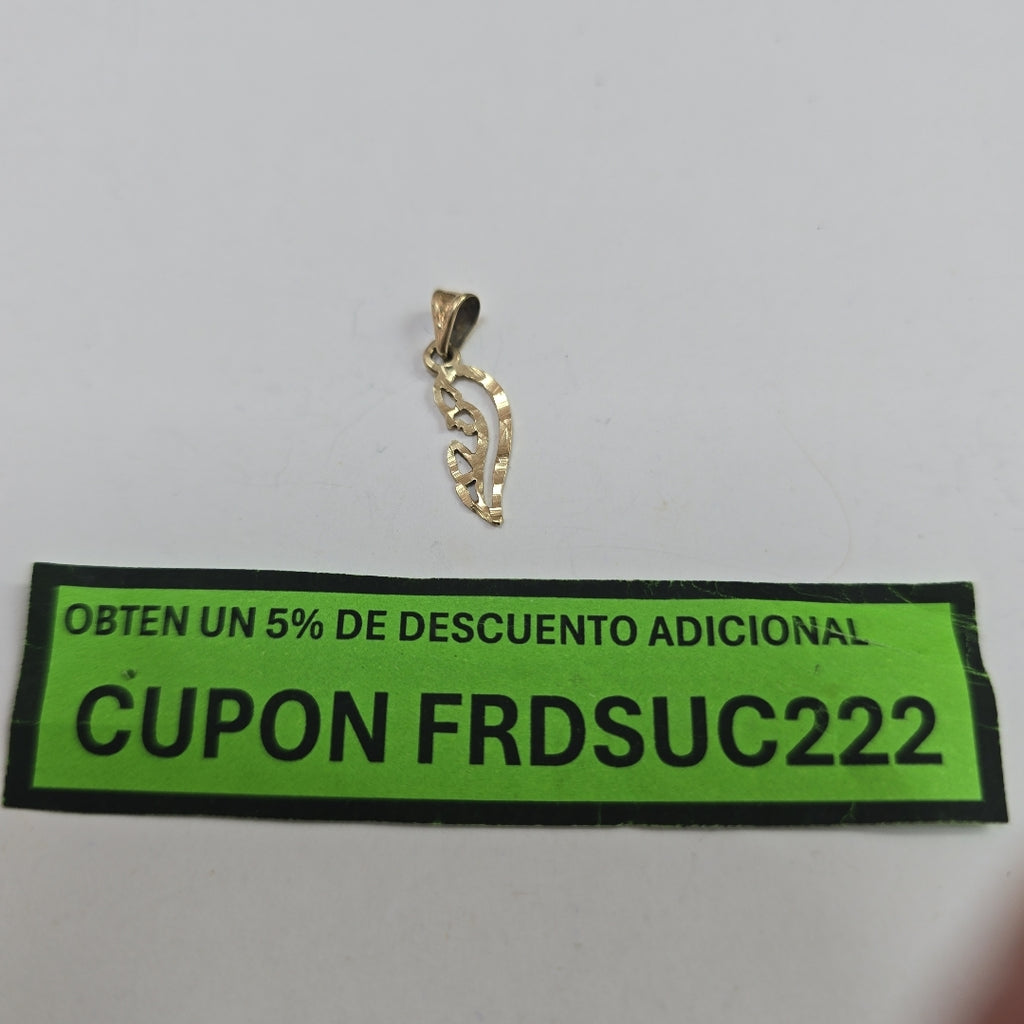 OBTEN UN 5% DE DESCUENTO ADICIONAL
CUPON FRDSUC222